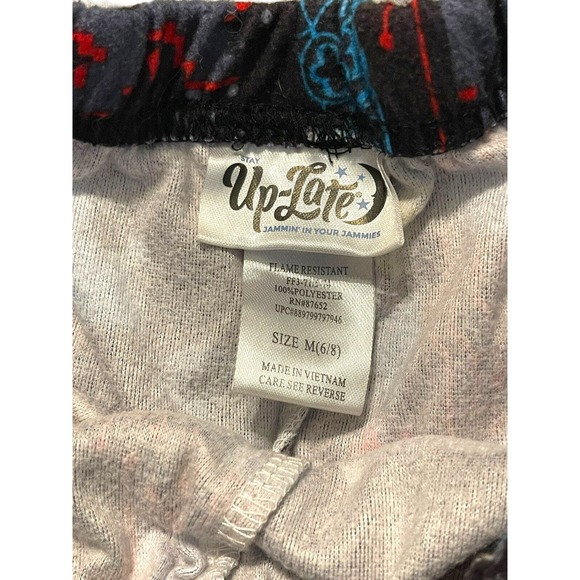 STAY
Up-Late
JAMMIN' IN YOUR JAMMIES
FLAME RESISTANT
100%POLYESTER
RN#87652
UPC#889799797946
SIZE M(6/8)
MADE IN VIETNAM
CARE SEE REVERSE